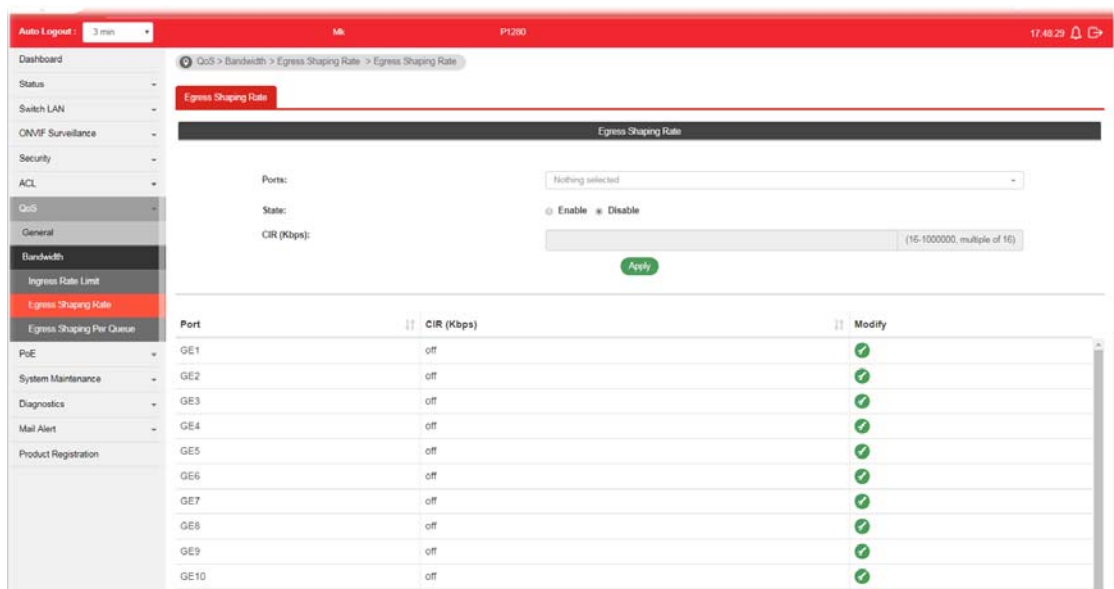 Auto Logout : 3 min Mk P1280 17:48:29
Dashboard
Status
Switch LAN
ONVIF Surveillance
Security
ACL
QoS
General
Bandwidth
Ingress Rate Limit
Egress Shaping Rate
Egress Shaping Per Queue
PoE
System Maintenance
Diagnostics
Mail Alert
Product Registration
QoS > Bandwidth > Egress Shaping Rate > Egress Shaping Rate
Egress Shaping Rate
Egress Shaping Rate
Ports: Nothing selected
State: Enable Disable
CIR (Kbps): (16-1000000, multiple of 16)
Apply
Port CIR (Kbps) Modify
GE1 off
GE2 off
GE3 off
GE4 off
GE5 off
GE6 off
GE7 off
GE8 off
GE9 off
GE10 off